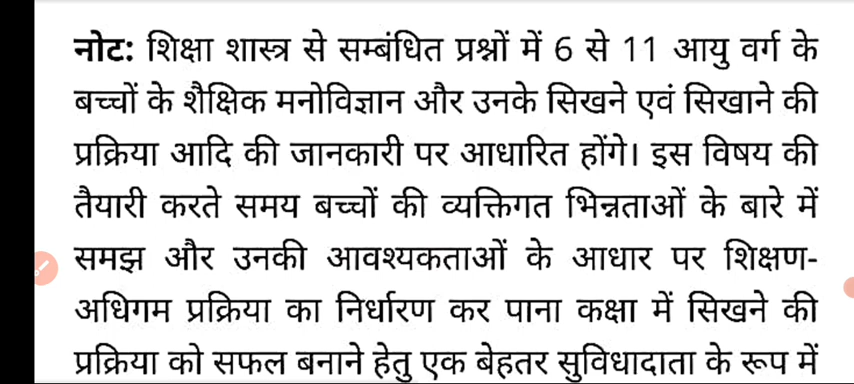 नोट: शिक्षा शास्त्र से सम्बंधित प्रश्नों में 6 से 11 आयु वर्ग के
बच्चों के शैक्षिक मनोविज्ञान और उनके सिखने एवं सिखाने की
प्रक्रिया आदि की जानकारी पर आधारित होंगे। इस विषय की
तैयारी करते समय बच्चों की व्यक्तिगत भिन्नताओं के बारे में
समझ और उनकी आवश्यकताओं के आधार पर शिक्षण-
अधिगम प्रक्रिया का निर्धारण कर पाना कक्षा में सिखने की
प्रक्रिया को सफल बनाने हेतु एक बेहतर सुविधादाता के रूप में